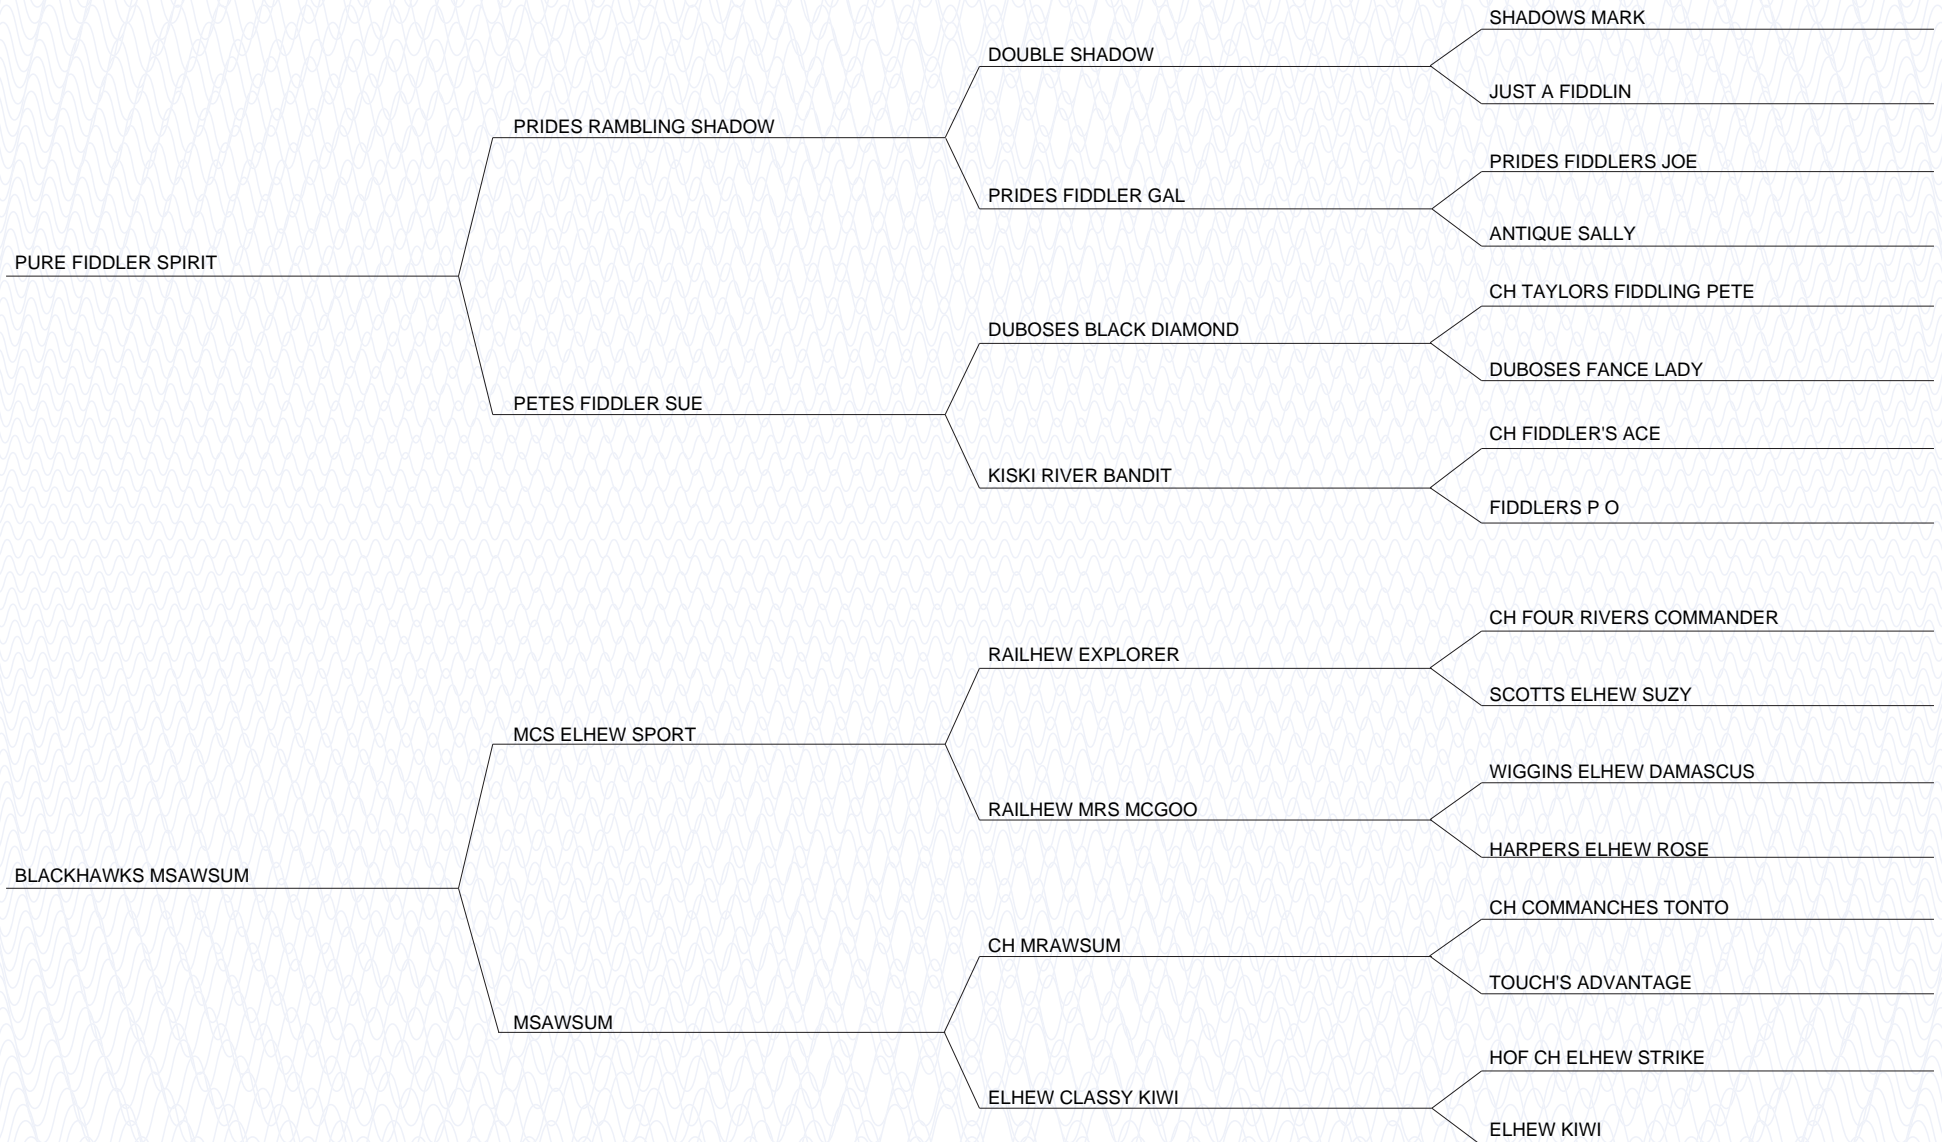 SHADOWS MARK
DOUBLE SHADOW
JUST A FIDDLIN
PRIDES RAMBLING SHADOW
PRIDES FIDDLERS JOE
PRIDES FIDDLER GAL
ANTIQUE SALLY
PURE FIDDLER SPIRIT
CH TAYLORS FIDDLING PETE
DUBOSES BLACK DIAMOND
DUBOSES FANCE LADY
PETES FIDDLER SUE
CH FIDDLER'S ACE
KISKI RIVER BANDIT
FIDDLERS P O
CH FOUR RIVERS COMMANDER
RAILHEW EXPLORER
SCOTTS ELHEW SUZY
MCS ELHEW SPORT
WIGGINS ELHEW DAMASCUS
RAILHEW MRS MCGOO
HARPERS ELHEW ROSE
BLACKHAWKS MSAWSUM
CH COMMANCHES TONTO
CH MRAWSUM
TOUCH'S ADVANTAGE
MSAWSUM
HOF CH ELHEW STRIKE
ELHEW CLASSY KIWI
ELHEW KIWI